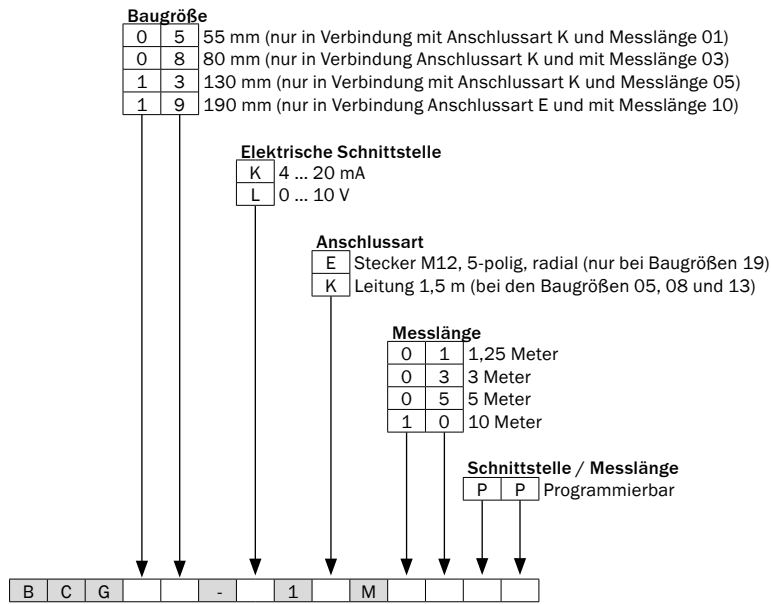 Baugröße
0 5 55 mm (nur in Verbindung mit Anschlussart K und Messlänge 01)
0 8 80 mm (nur in Verbindung Anschlussart K und mit Messlänge 03)
1 3 130 mm (nur in Verbindung mit Anschlussart K und Messlänge 05)
1 9 190 mm (nur in Verbindung Anschlussart E und mit Messlänge 10)
Elektrische Schnittstelle
K 4 ... 20 mA
L 0 ... 10 V
Anschlussart
E Stecker M12, 5-polig, radial (nur bei Baugrößen 19)
K Leitung 1,5 m (bei den Baugrößen 05, 08 und 13)
Messlänge
0 1 1,25 Meter
0 3 3 Meter
0 5 5 Meter
1 0 10 Meter
Schnittstelle / Messlänge
P P Programmierbar
B C G - 1 M